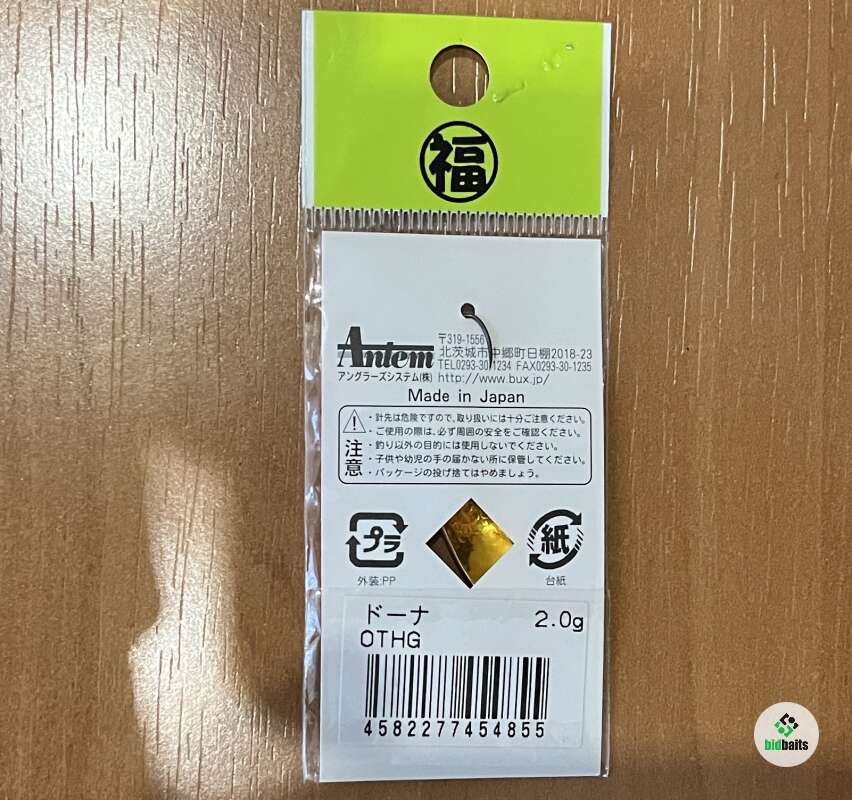 福
Antem
アングラーズシステム(株)
〒319-1556
北茨城市中郷町日棚2018-23
TEL0293-30-1234 FAX0293-30-1235
http://www.bux.jp/
Made in Japan
注意
・針先は危険ですので、取り扱いには十分ご注意ください。
・ご使用の際は、必ず周囲の安全をご確認ください。
・釣り以外の目的には使用しないでください。
・子供や幼児の手の届かない所に保管してください。
・パッケージの投げ捨てはやめましょう。
プラ
外装:PP
紙
台紙
ドーナ 2.0g
OTHG
4582277454855
bidbaits